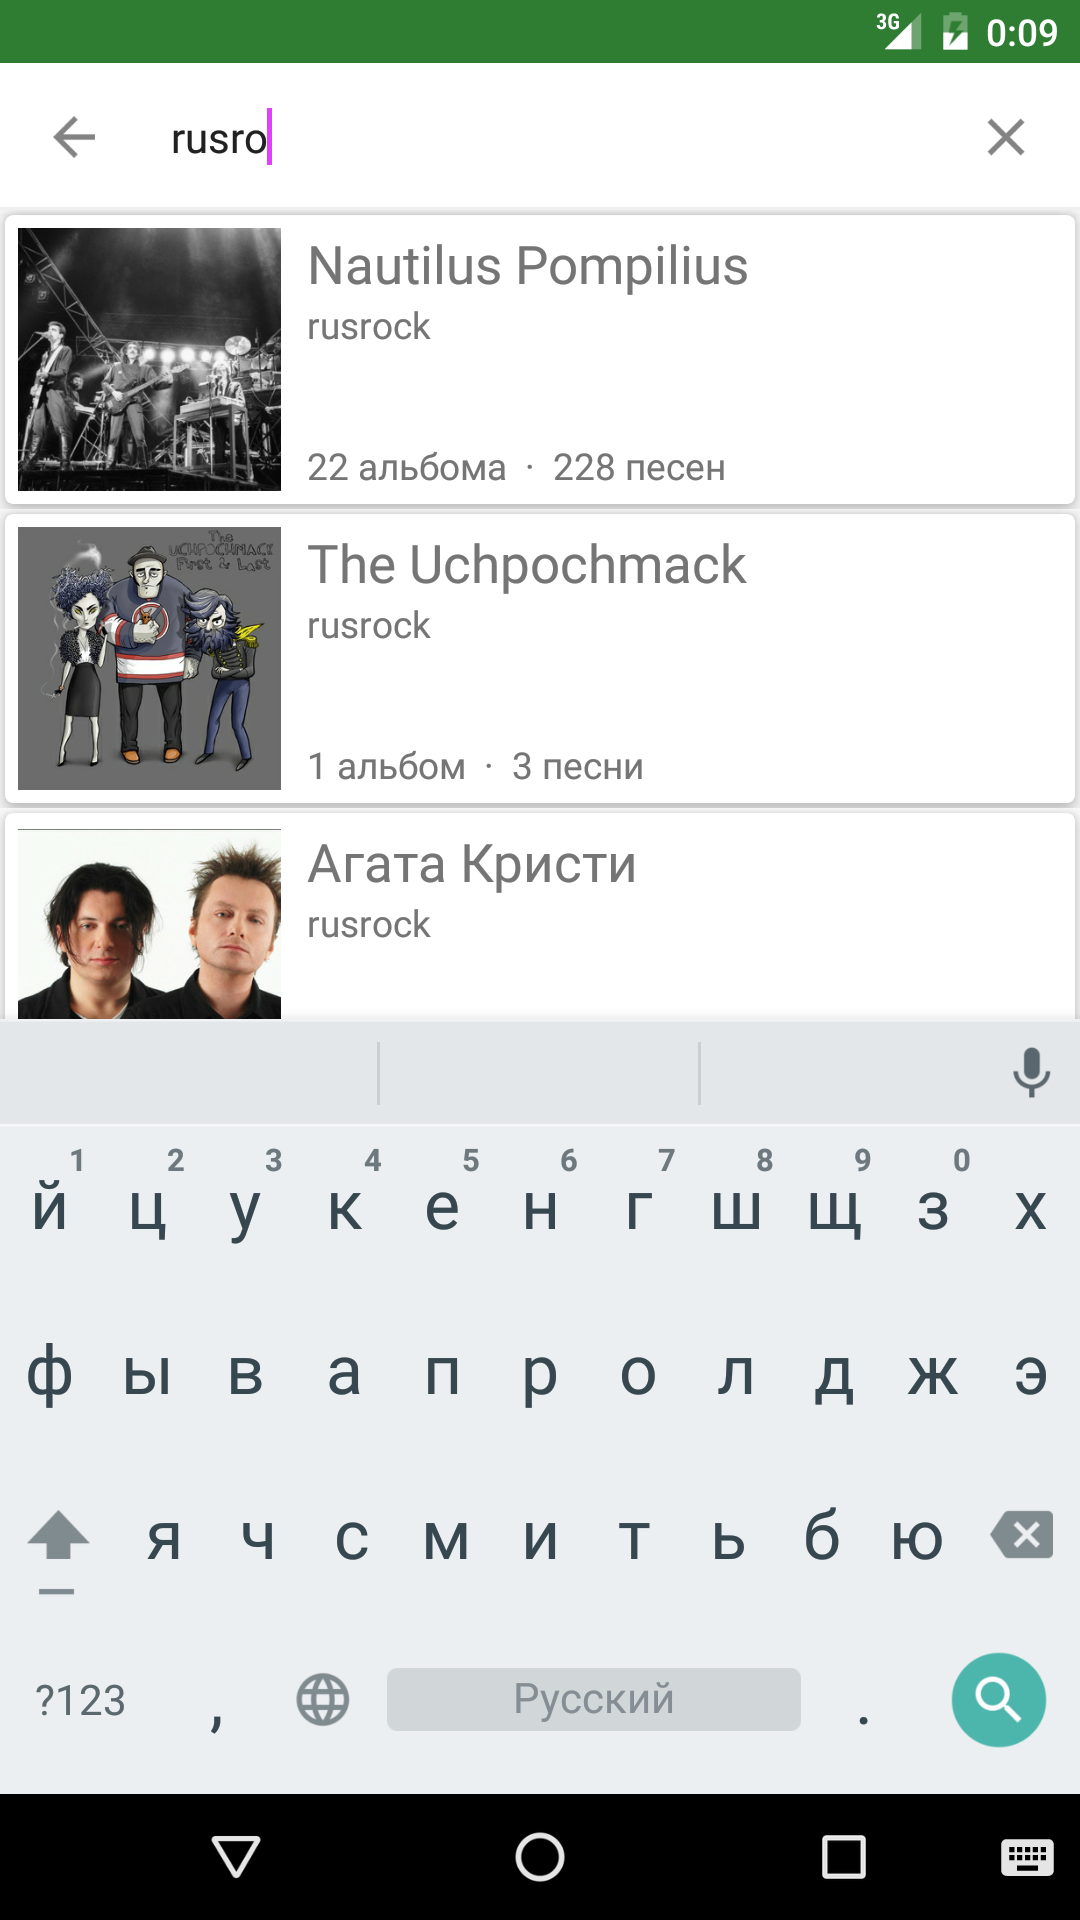 3G 0:09
rusro
Nautilus Pompilius
rusrock
22 альбома · 228 песен
The UCHPOCHMACK First & Last
The Uchpochmack
rusrock
1 альбом · 3 песни
Агата Кристи
rusrock
1 2 3 4 5 6 7 8 9 0
й ц у к е н г ш щ з х
ф ы в а п р о л д ж э
я ч с м и т ь б ю
?123 , Русский .